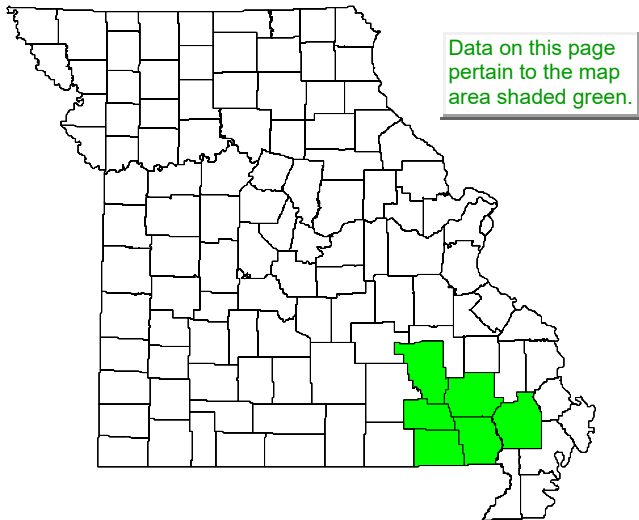 Data on this page
pertain to the map
area shaded green.